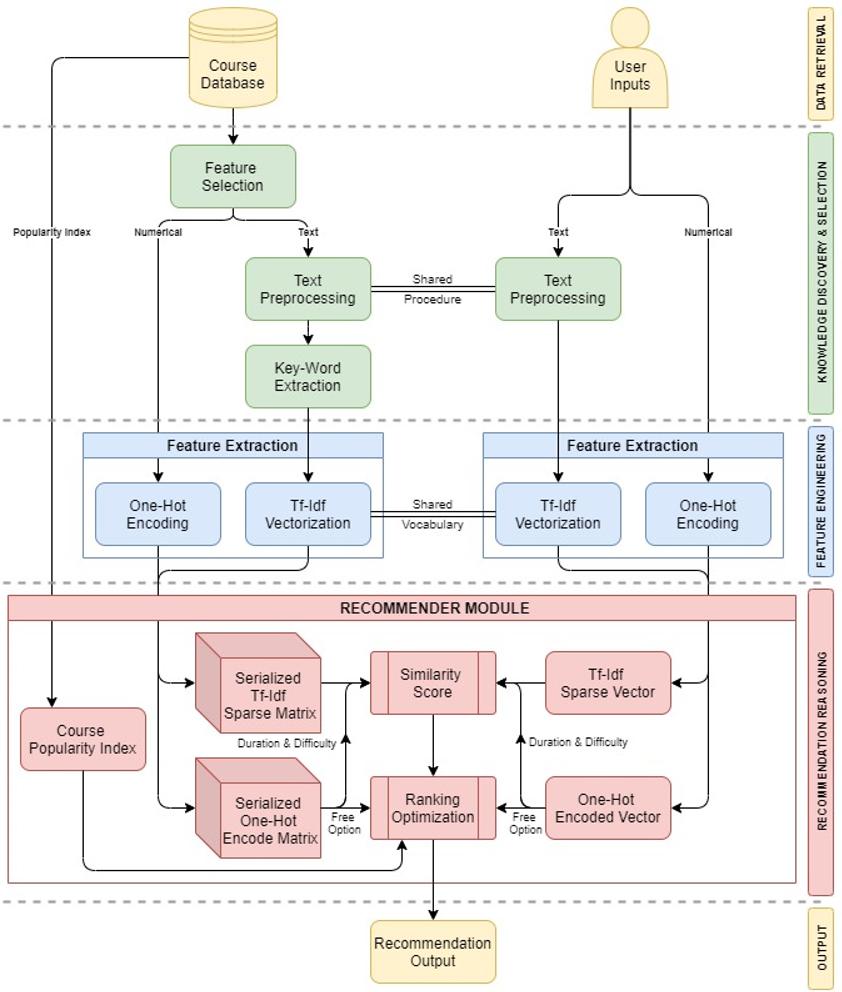 Course
Database
User
Inputs
DATA RETRIEVAL
Feature
Selection
Popularity Index
Numerical
Text
Text
Numerical
Text
Preprocessing
Shared
Procedure
Text
Preprocessing
Key-Word
Extraction
KNOWLEDGE DISCOVERY & SELECTION
Feature Extraction
Feature Extraction
One-Hot
Encoding
Tf-Idf
Vectorization
Shared
Vocabulary
Tf-Idf
Vectorization
One-Hot
Encoding
FEATURE ENGINEERING
RECOMMENDER MODULE
Serialized
Tf-Idf
Sparse Matrix
Similarity
Score
Tf-Idf
Sparse Vector
Course
Popularity Index
Duration & Difficulty
Duration & Difficulty
Serialized
One-Hot
Encode Matrix
Free
Option
Ranking
Optimization
Free
Option
One-Hot
Encoded Vector
RECOMMENDATION REASONING
Recommendation
Output
OUTPUT